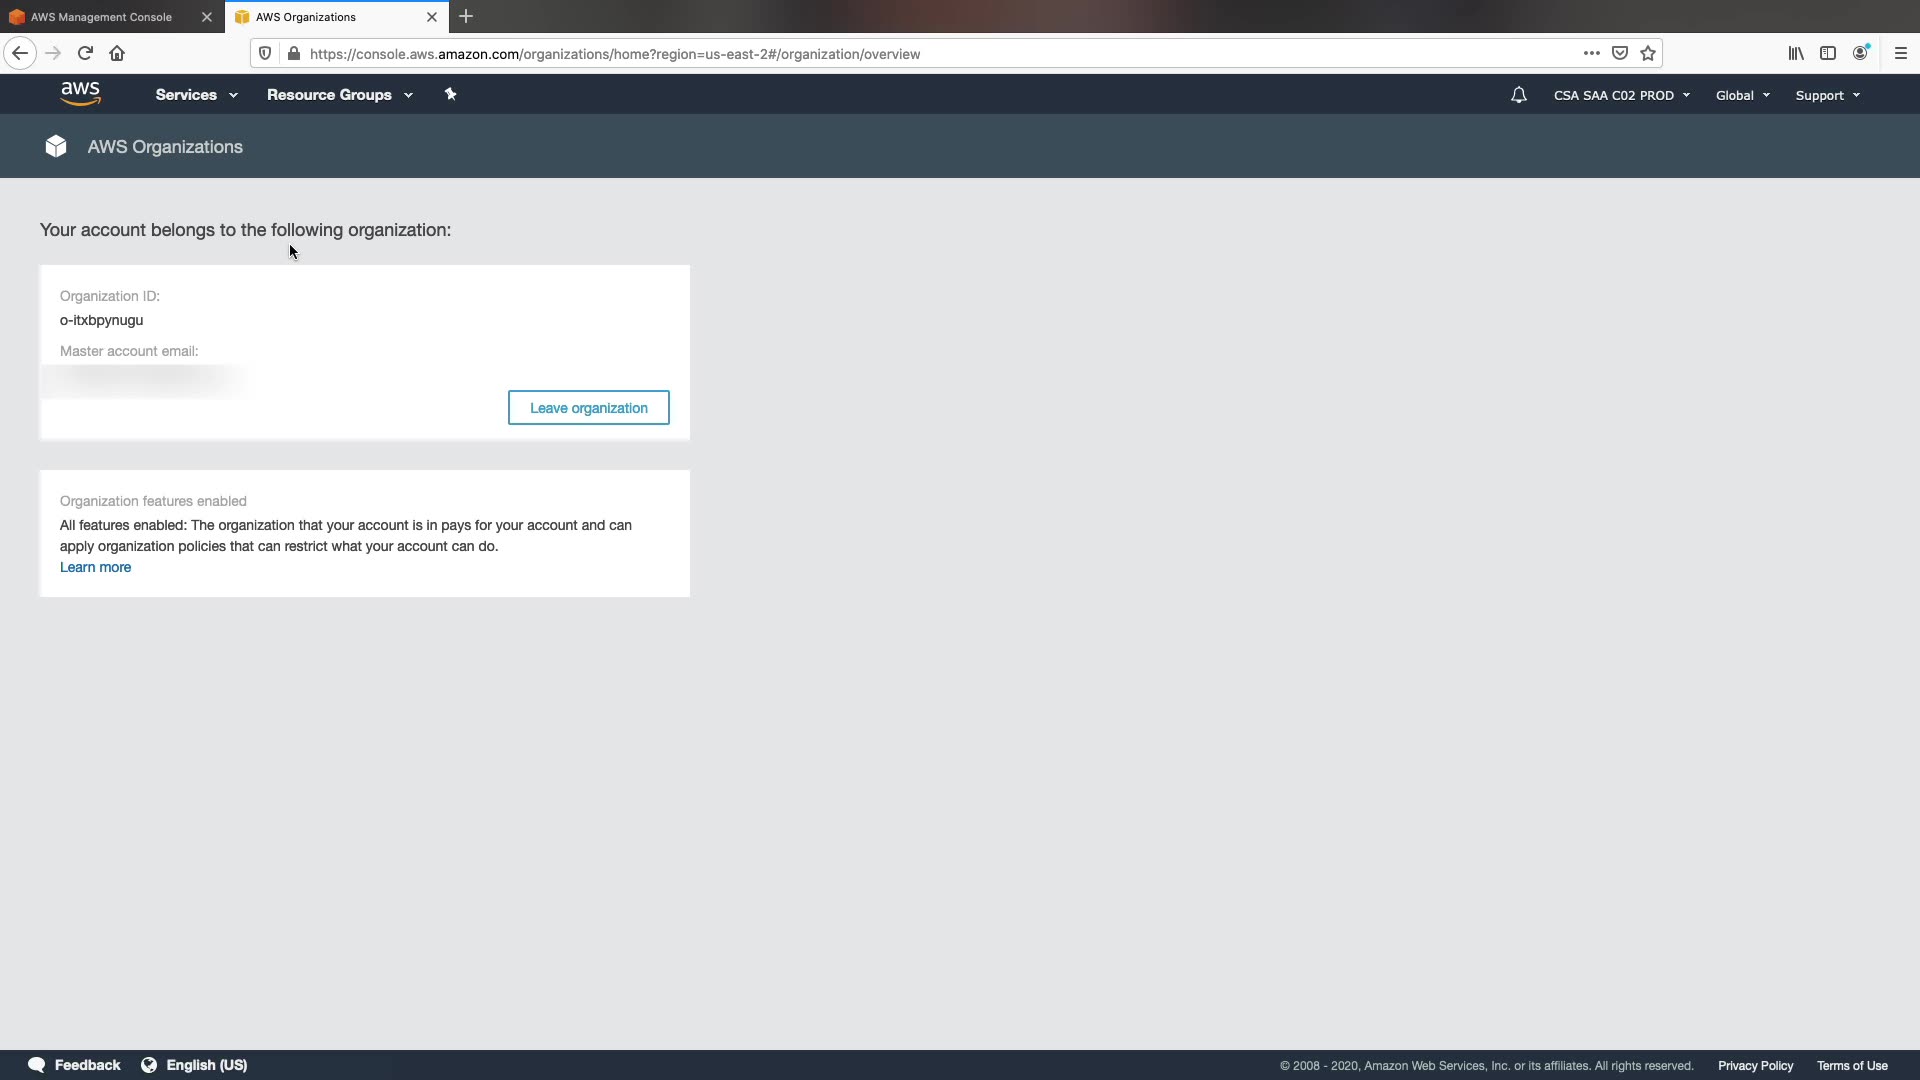 AWS Management Console
AWS Organizations
https://console.aws.amazon.com/organizations/home?region=us-east-2#/organization/overview
aws
Services
Resource Groups
CSA SAA C02 PROD
Global
Support
AWS Organizations
Your account belongs to the following organization:
Organization ID:
o-itxbpynugu
Master account email:
Leave organization
Organization features enabled
All features enabled: The organization that your account is in pays for your account and can
apply organization policies that can restrict what your account can do.
Learn more
Feedback
English (US)
© 2008 - 2020, Amazon Web Services, Inc. or its affiliates. All rights reserved.
Privacy Policy
Terms of Use